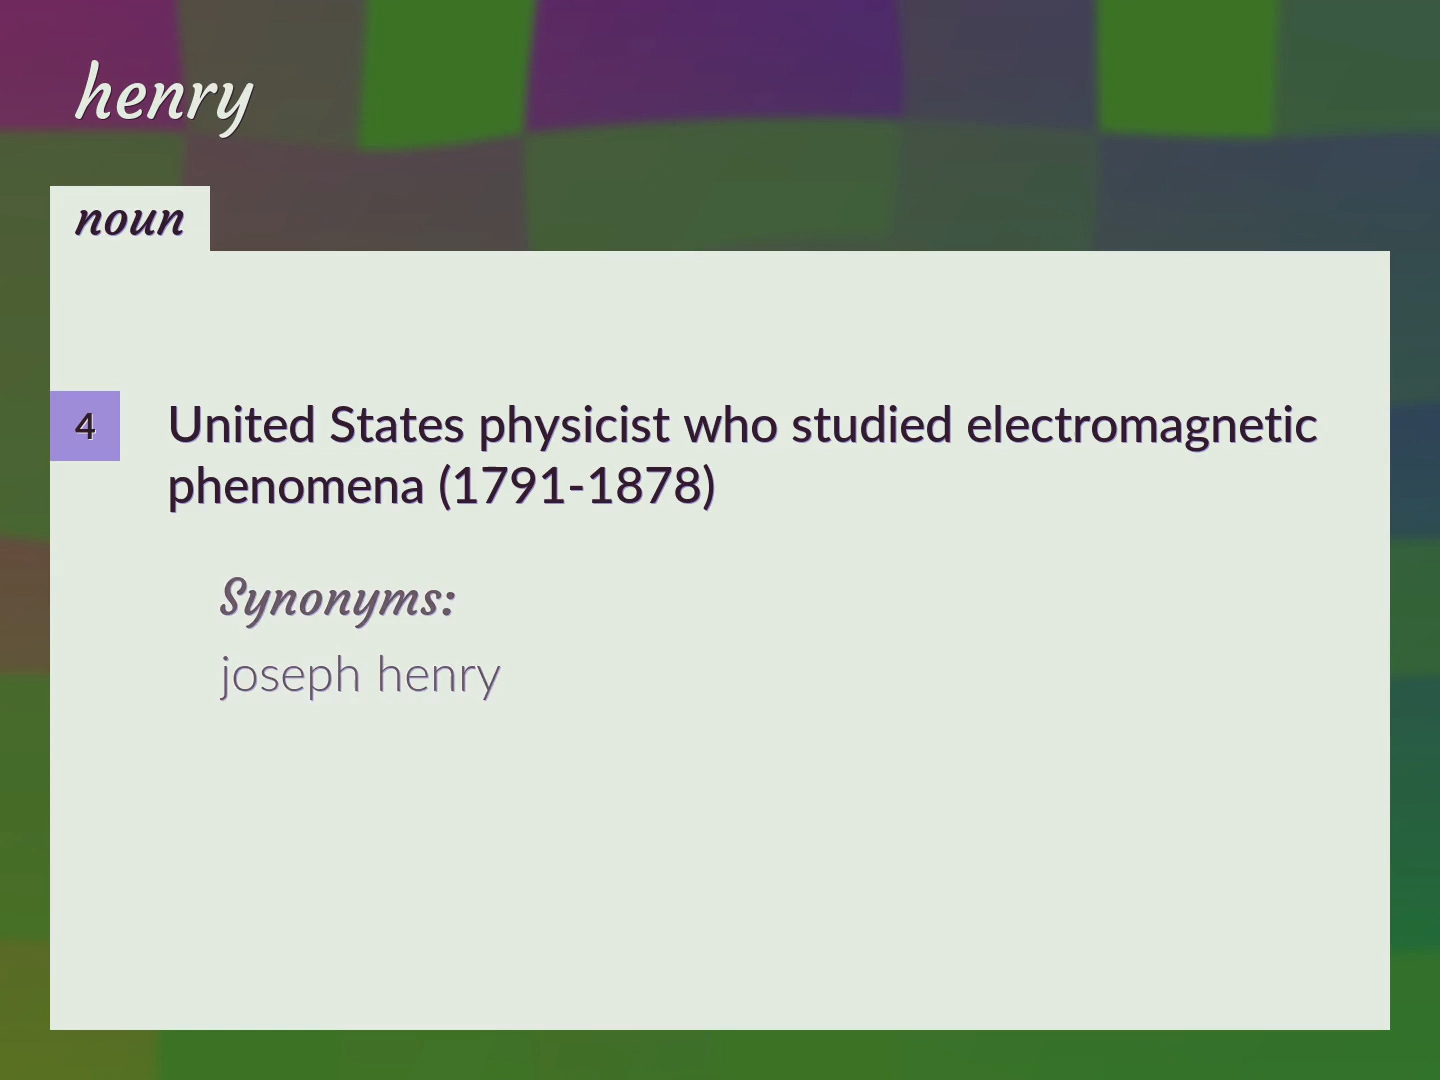 henry
noun
4
United States physicist who studied electromagnetic
phenomena (1791-1878)
Synonyms:
joseph henry